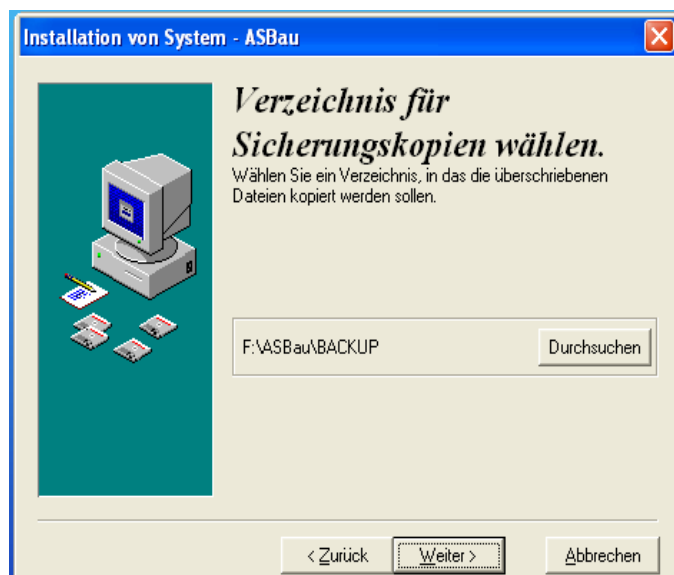 Installation von System - ASBau
Verzeichnis für
Sicherungskopien wählen.
Wählen Sie ein Verzeichnis, in das die überschriebenen
Dateien kopiert werden sollen.
F:\ASBau\BACKUP
Durchsuchen
< Zurück
Weiter >
Abbrechen